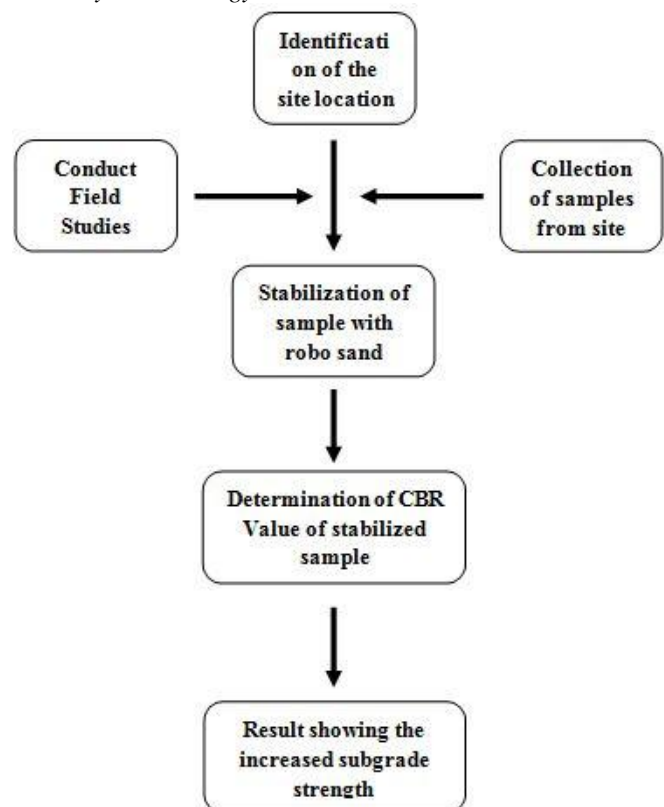 Identificati
on of the
site location
Conduct
Field
Studies
Collection
of samples
from site
Stabilization of
sample with
robo sand
Determination of CBR
Value of stabilized
sample
Result showing the
increased subgrade
strength